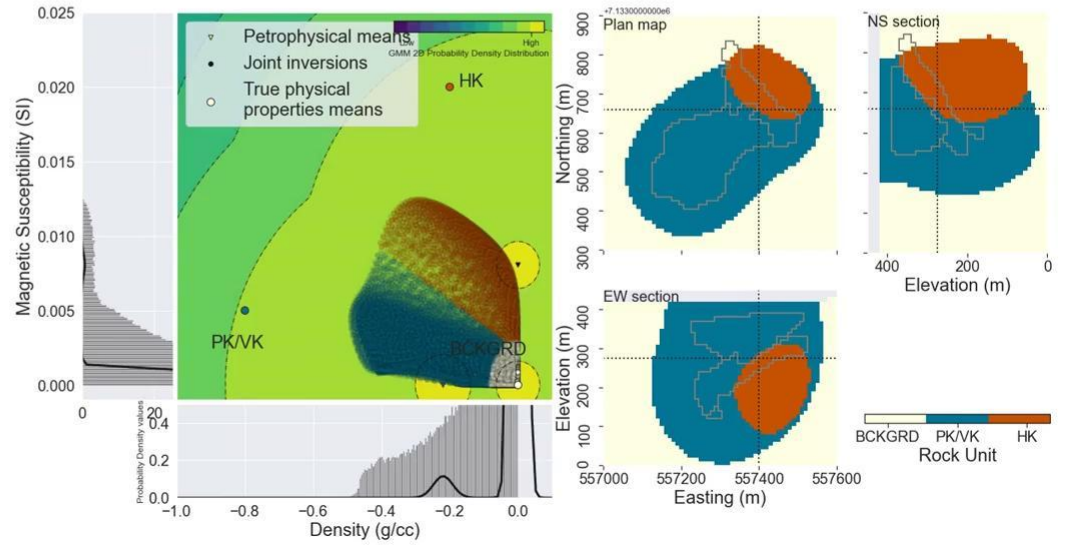 Magnetic Susceptibility (SI)
0.025
0.020
0.015
0.010
0.005
0.000
0
20
Petrophysical means
Joint inversions
True physical
properties means
Low
High
GMM 2D Probability Density Distribution
HK
PK/VK
BCKGRD
Probability Density values
0.4
0.2
0.0
−1.0
−0.8
−0.6
−0.4
−0.2
0.0
Density (g/cc)
+7.1330000000e6
Plan map
Northing (m)
900
800
700
600
500
400
300
NS section
400
200
0
Elevation (m)
EW section
Elevation (m)
400
300
200
100
0
557000
557200
557400
557600
Easting (m)
BCKGRD
PK/VK
HK
Rock Unit